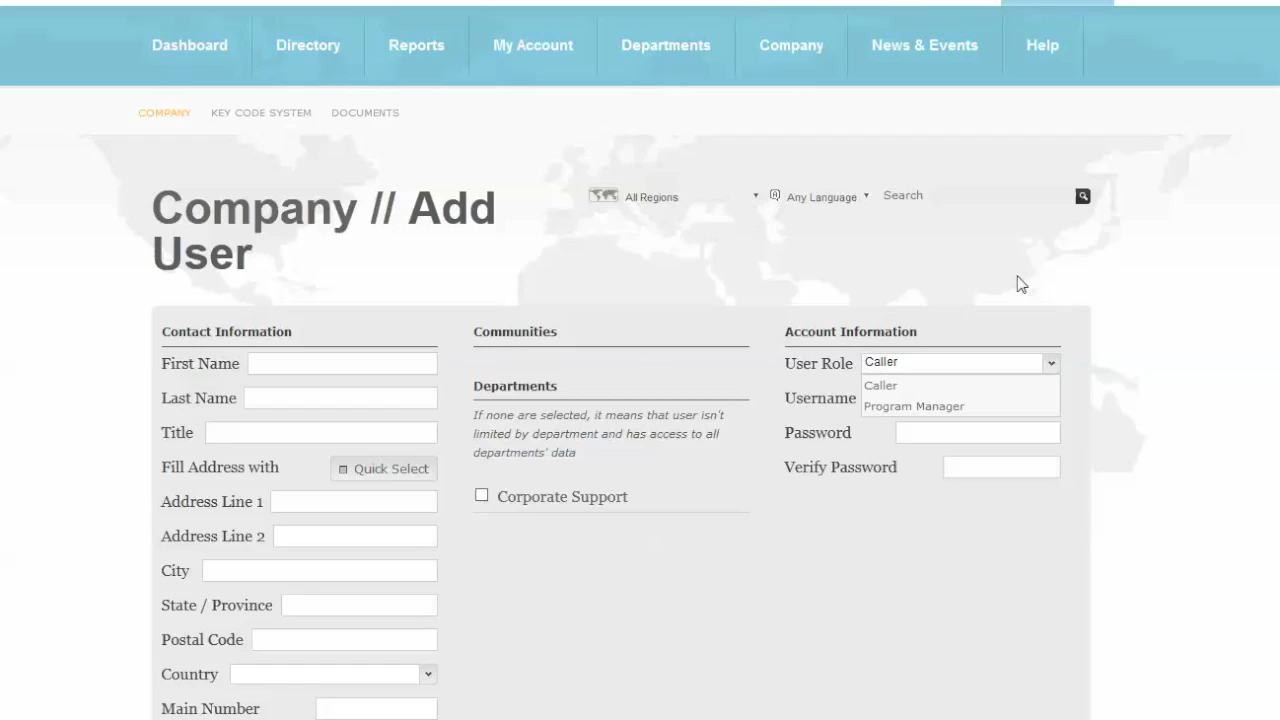 Dashboard Directory Reports My Account Departments Company News & Events Help
COMPANY KEY CODE SYSTEM DOCUMENTS
Company // Add
User
All Regions Any Language Search
Contact Information
First Name
Last Name
Title
Fill Address with Quick Select
Address Line 1
Address Line 2
City
State / Province
Postal Code
Country
Main Number
Communities
Departments
If none are selected, it means that user isn't
limited by department and has access to all
departments' data
Corporate Support
Account Information
User Role Caller
Caller
Program Manager
Username
Password
Verify Password